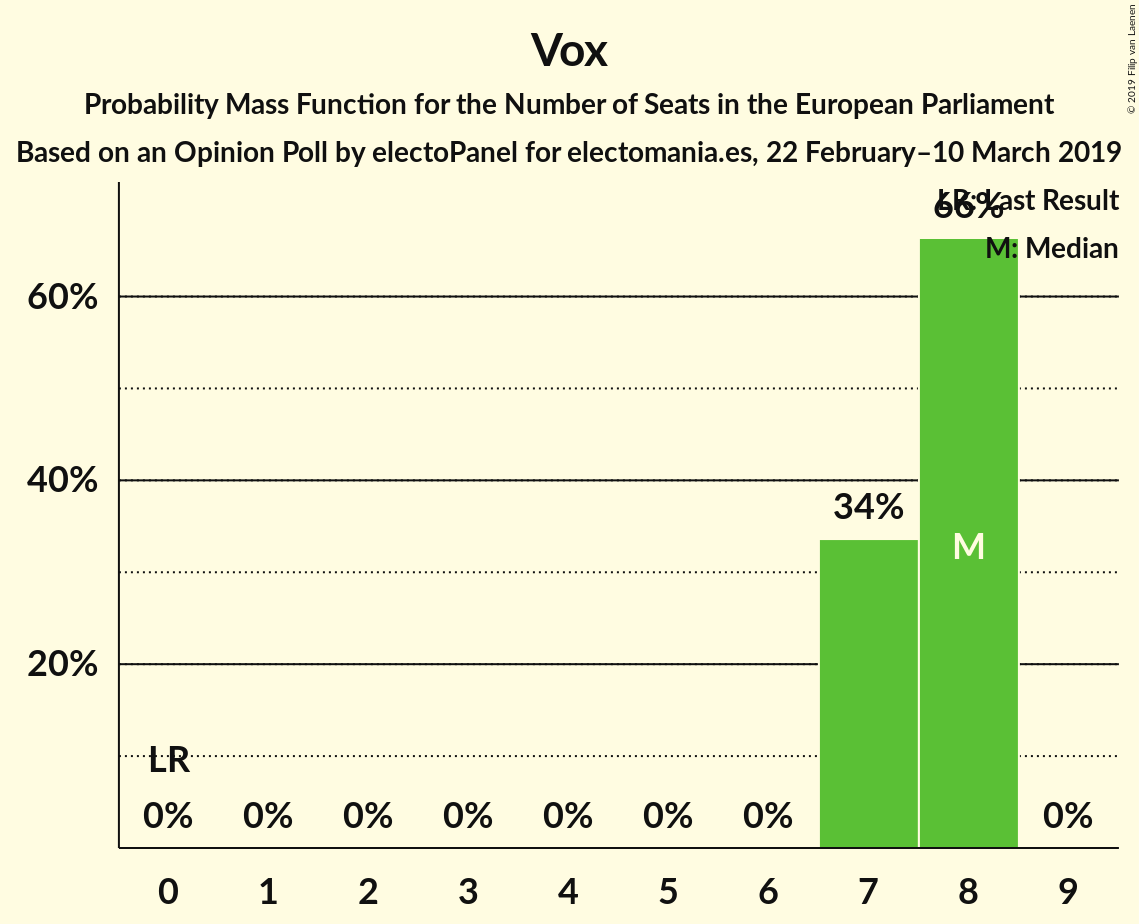 Vox
Probability Mass Function for the Number of Seats in the European Parliament
Based on an Opinion Poll by electoPanel for electomania.es, 22 February–10 March 2019
© 2019 Filip van Laenen
LR: Last Result
M: Median
66%
60%
40%
34%
M
20%
LR
0% 0% 0% 0% 0% 0% 0% 0%
0 1 2 3 4 5 6 7 8 9